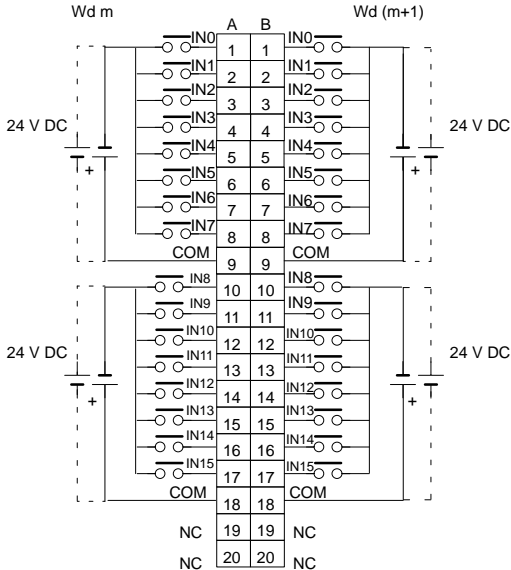 Wd m A B Wd (m+1)
IN0 1 1 IN0
IN1 2 2 IN1
IN2 3 3 IN2
IN3 4 4 IN3
24 V DC 24 V DC
IN4 5 5 IN4
+ +
IN5 6 6 IN5
IN6 7 7 IN6
IN7 8 8 IN7
COM 9 9 COM
IN8 10 10 IN8
IN9 11 11 IN9
IN10 12 12 IN10
24 V DC IN11 13 13 IN11 24 V DC
IN12 14 14 IN12
+ +
IN13 15 15 IN13
IN14 16 16 IN14
IN15 17 17 IN15
COM 18 18 COM
NC 19 19 NC
NC 20 20 NC